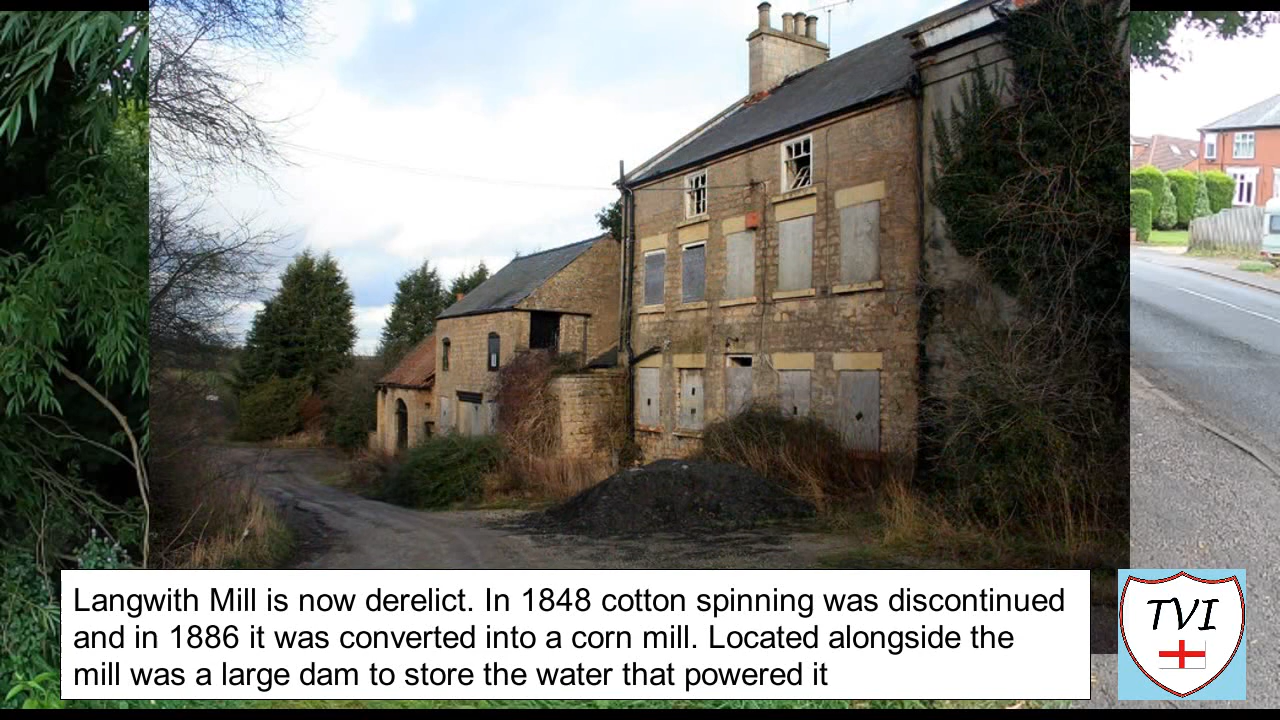 Langwith Mill is now derelict. In 1848 cotton spinning was discontinued
and in 1886 it was converted into a corn mill. Located alongside the
mill was a large dam to store the water that powered it
TVI